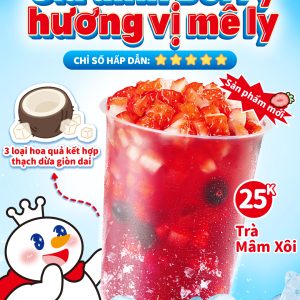 hương vị mê ly
CHỈ SỐ HẤP DẪN:
Sản phẩm mới
3 loại hoa quả kết hợp
thạch dừa giòn dai
25K
Trà
Mâm Xôi